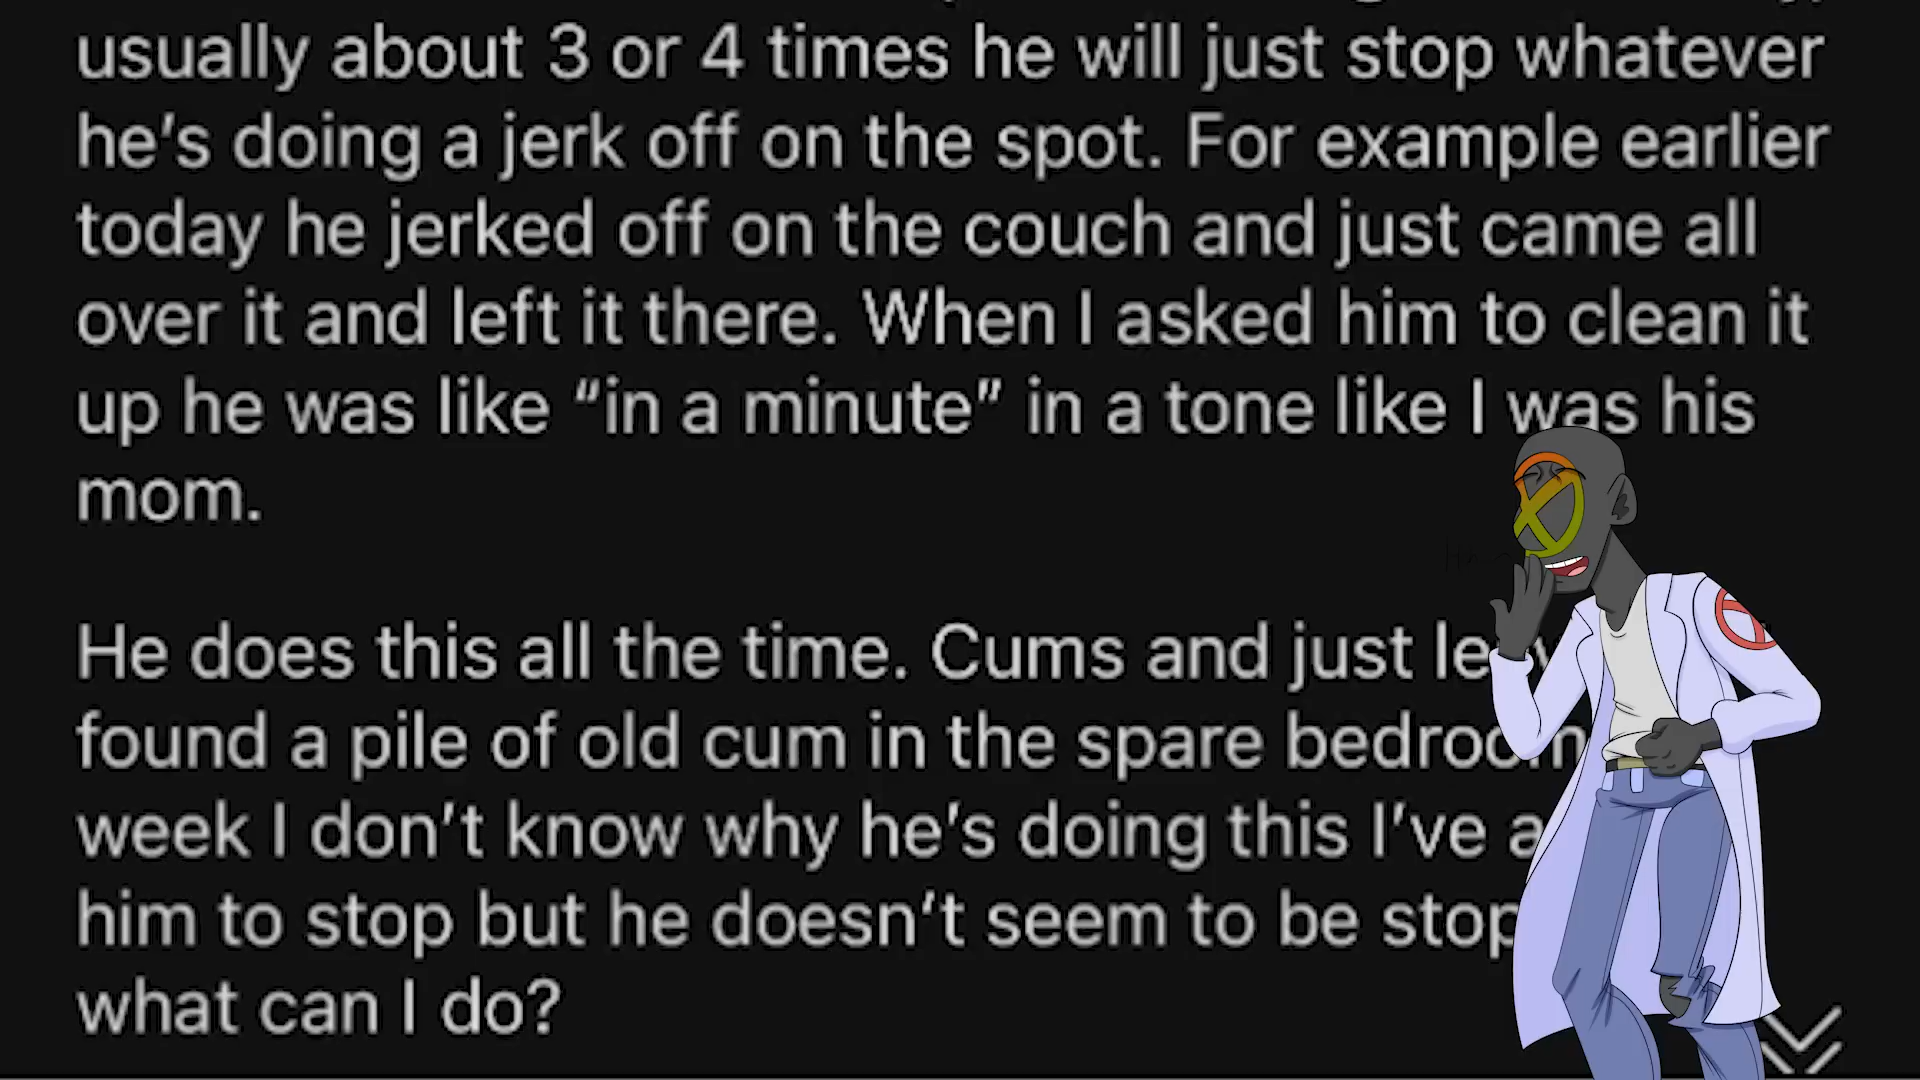 usually about 3 or 4 times he will just stop whatever
he's doing a jerk off on the spot. For example earlier
today he jerked off on the couch and just came all
over it and left it there. When I asked him to clean it
up he was like “in a minute” in a tone like I was his
mom.
He does this all the time. Cums and just
found a pile of old cum in the spare
week I don't know why he's doing this I've
him to stop but he doesn't seem to be
what can I do?